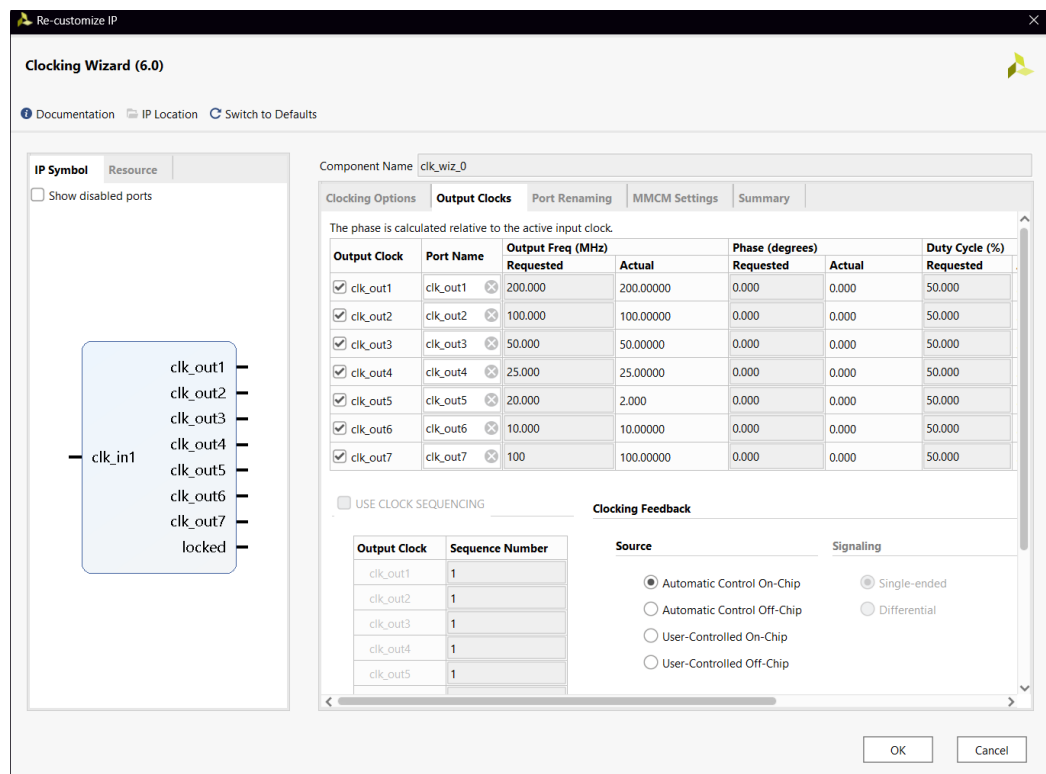 Re-customize IP
Clocking Wizard (6.0)
Documentation IP Location Switch to Defaults
IP Symbol Resource
Show disabled ports
clk_in1
clk_out1
clk_out2
clk_out3
clk_out4
clk_out5
clk_out6
clk_out7
locked
Component Name clk_wiz_0
Clocking Options Output Clocks Port Renaming MMCM Settings Summary
The phase is calculated relative to the active input clock.
Output Clock Port Name Output Freq (MHz) Phase (degrees) Duty Cycle (%)
Requested Actual Requested Actual Requested
clk_out1 clk_out1 200.000 200.00000 0.000 0.000 50.000
clk_out2 clk_out2 100.000 100.00000 0.000 0.000 50.000
clk_out3 clk_out3 50.000 50.00000 0.000 0.000 50.000
clk_out4 clk_out4 25.000 25.00000 0.000 0.000 50.000
clk_out5 clk_out5 20.000 2.000 0.000 0.000 50.000
clk_out6 clk_out6 10.000 10.00000 0.000 0.000 50.000
clk_out7 clk_out7 100 100.00000 0.000 0.000 50.000
USE CLOCK SEQUENCING
Output Clock Sequence Number
clk_out1 1
clk_out2 1
clk_out3 1
clk_out4 1
clk_out5 1
Clocking Feedback
Source Signaling
Automatic Control On-Chip Single-ended
Automatic Control Off-Chip Differential
User-Controlled On-Chip
User-Controlled Off-Chip
OK Cancel